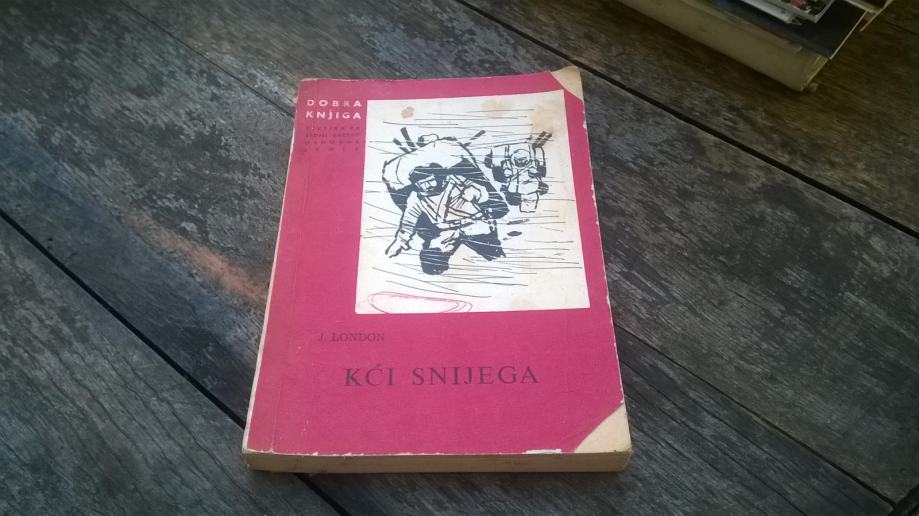 DOBRA
KNJIGA
J. LONDON
KĆI SNIJEGA